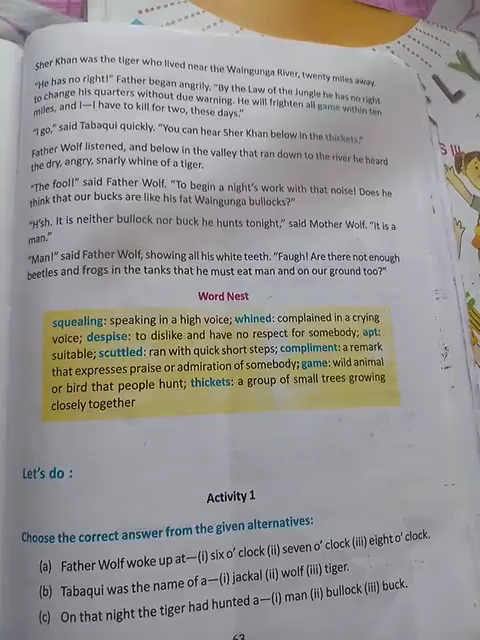 Sher Khan was the tiger who lived near the Waingunga River, twenty miles away.
"He has no right!" Father began angrily. "By the Law of the Jungle he has no right
to change his quarters without due warning. He will frighten all game within ten
miles, and I—I have to kill for two, these days."
"I go," said Tabaqui quickly. "You can hear Sher Khan below in the thickets."
Father Wolf listened, and below in the valley that ran down to the river he heard
the dry, angry, snarly whine of a tiger.
"The fool!" said Father Wolf. "To begin a night's work with that noise! Does he
think that our bucks are like his fat Waingunga bullocks?"
"H'sh. It is neither bullock nor buck he hunts tonight," said Mother Wolf. "It is a
man."
"Man!" said Father Wolf, showing all his white teeth. "Faugh! Are there not enough
beetles and frogs in the tanks that he must eat man and on our ground too?"
Word Nest
squealing: speaking in a high voice; whined: complained in a crying
voice; despise: to dislike and have no respect for somebody; apt:
suitable; scuttled: ran with quick short steps; compliment: a remark
that expresses praise or admiration of somebody; game: wild animal
or bird that people hunt; thickets: a group of small trees growing
closely together
Let's do :
Activity 1
Choose the correct answer from the given alternatives:
(a) Father Wolf woke up at—(i) six o' clock (ii) seven o' clock (iii) eight o' clock.
(b) Tabaqui was the name of a—(i) jackal (ii) wolf (iii) tiger.
(c) On that night the tiger had hunted a—(i) man (ii) bullock (iii) buck.